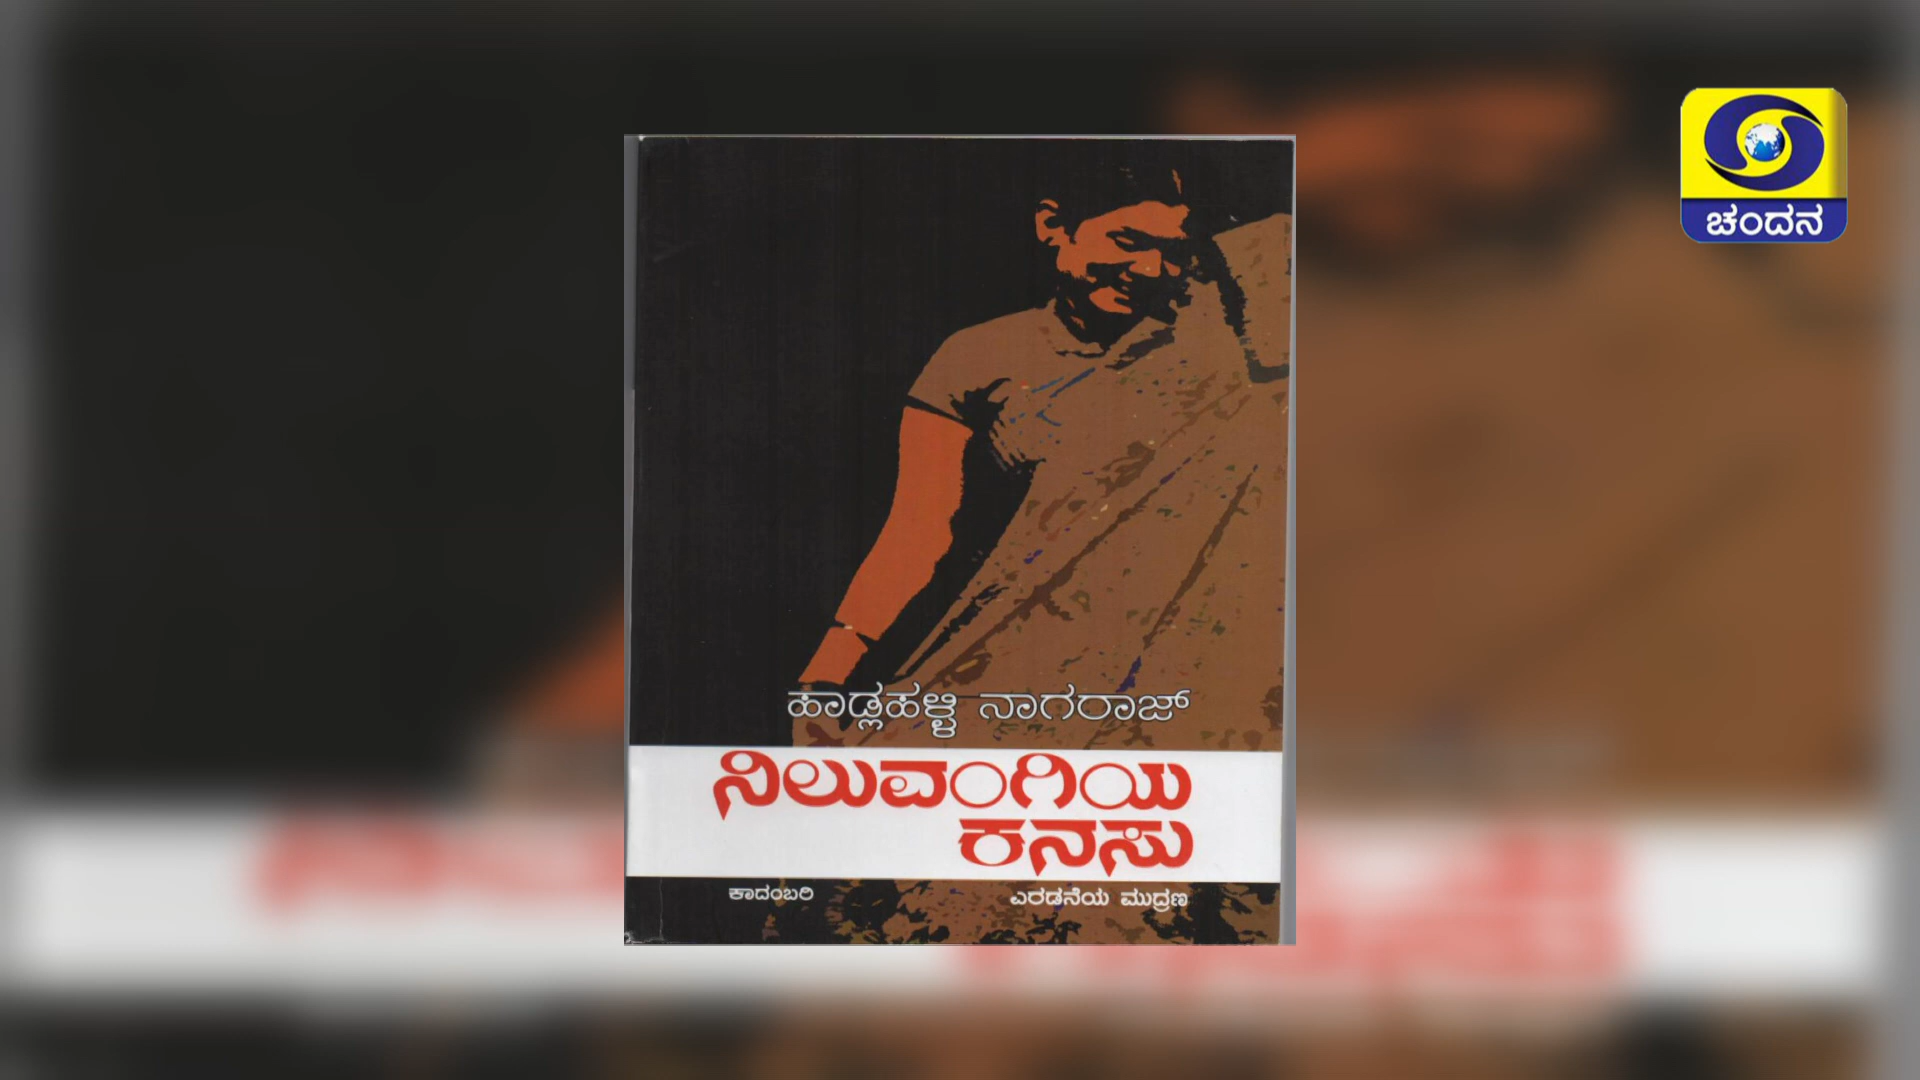 ಚಂದನ
ಹಾಡ್ಲಹಳ್ಳಿ ನಾಗರಾಜ್
ನಿಲುವಂಗಿಯ
ಕನಸು
ಕಾದಂಬರಿ
ಎರಡನೆಯ ಮುದ್ರಣ